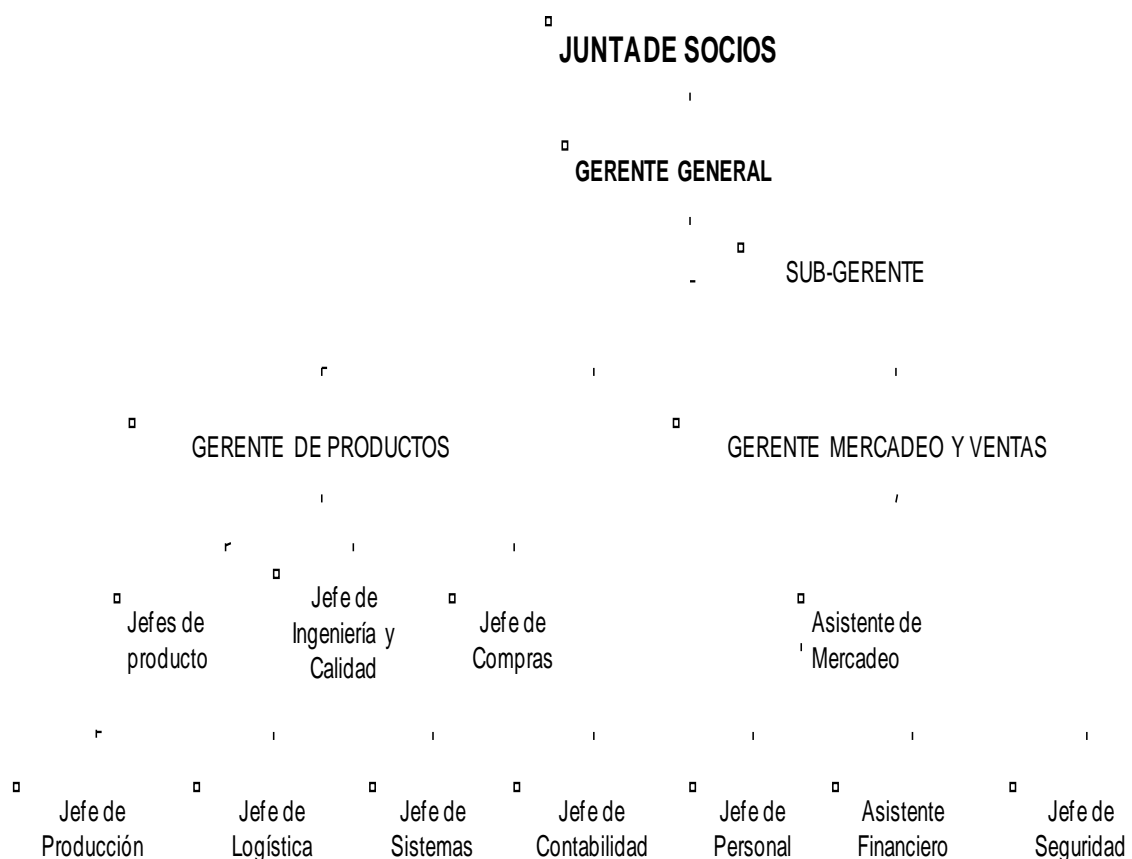 JUNTA DE SOCIOS
GERENTE GENERAL
SUB-GERENTE
GERENTE DE PRODUCTOS
GERENTE MERCADEO Y VENTAS
Jefes de
producto
Jefe de
Ingeniería y
Calidad
Jefe de
Compras
Asistente de
Mercadeo
Jefe de
Producción
Jefe de
Logística
Jefe de
Sistemas
Jefe de
Contabilidad
Jefe de
Personal
Asistente
Financiero
Jefe de
Seguridad